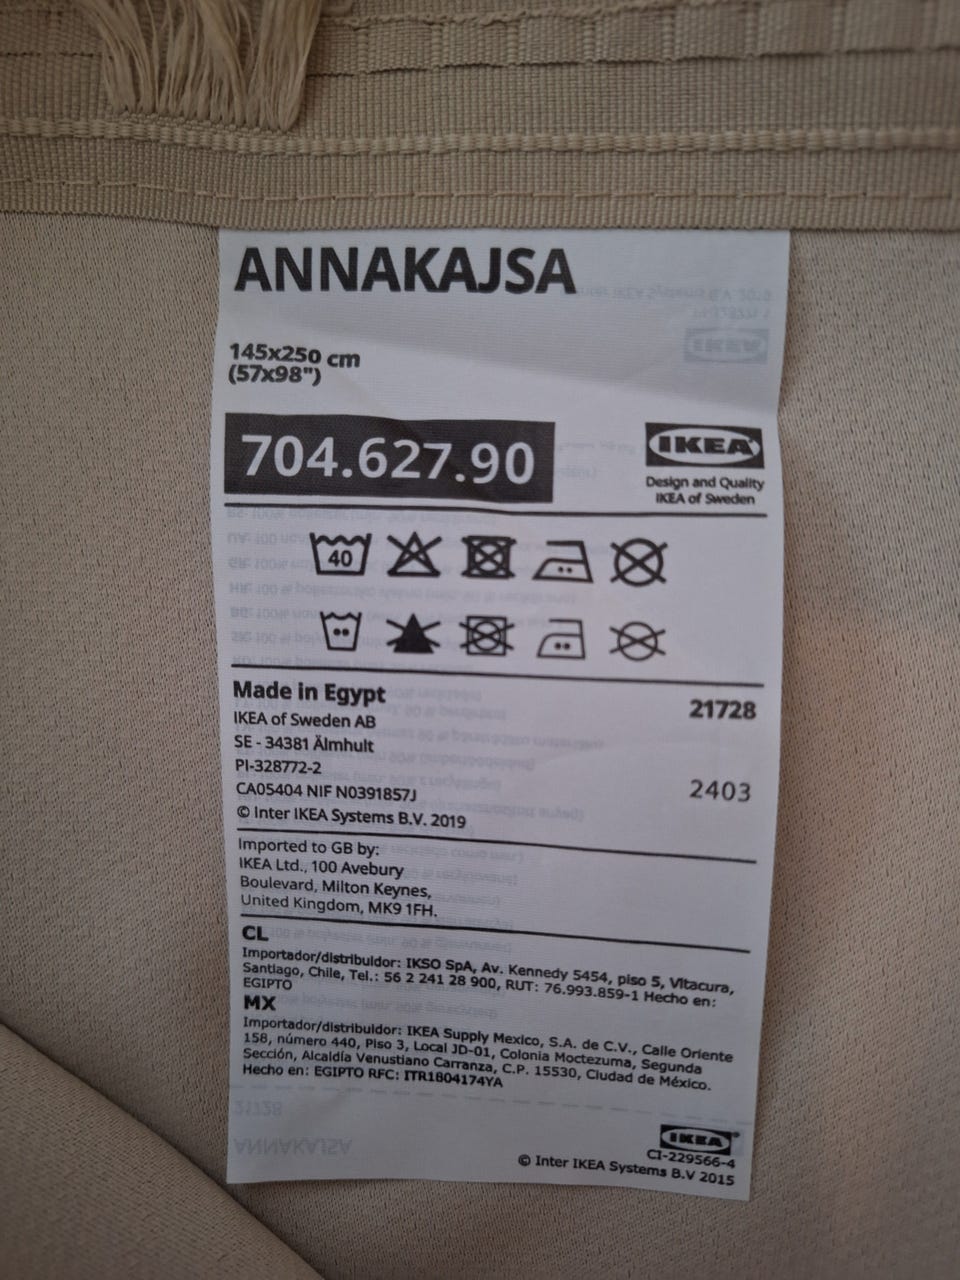 ANNAKAJSA
145x250 cm
(57x98")
704.627.90
IKEA
Design and Quality
IKEA of Sweden
40
Made in Egypt
21728
IKEA of Sweden AB
SE - 34381 Älmhult
PI-328772-2
CA05404 NIF N0391857J
2403
© Inter IKEA Systems B.V. 2019
Imported to GB by:
IKEA Ltd., 100 Avebury
Boulevard, Milton Keynes,
United Kingdom, MK9 1FH.
CL
Importador/distribuidor: IKSO SpA, Av. Kennedy 5454, piso 5, Vitacura,
Santiago, Chile, Tel.: 56 2 241 28 900, RUT: 76.993.859-1 Hecho en:
EGIPTO
MX
Importador/distribuidor: IKEA Supply Mexico, S.A. de C.V., Calle Oriente
158, número 440, Piso 3, Local JD-01, Colonia Moctezuma, Segunda
Sección, Alcaldía Venustiano Carranza, C.P. 15530, Ciudad de México.
Hecho en: EGIPTO RFC: ITR1804174YA
IKEA
CI-229566-4
© Inter IKEA Systems B.V 2015